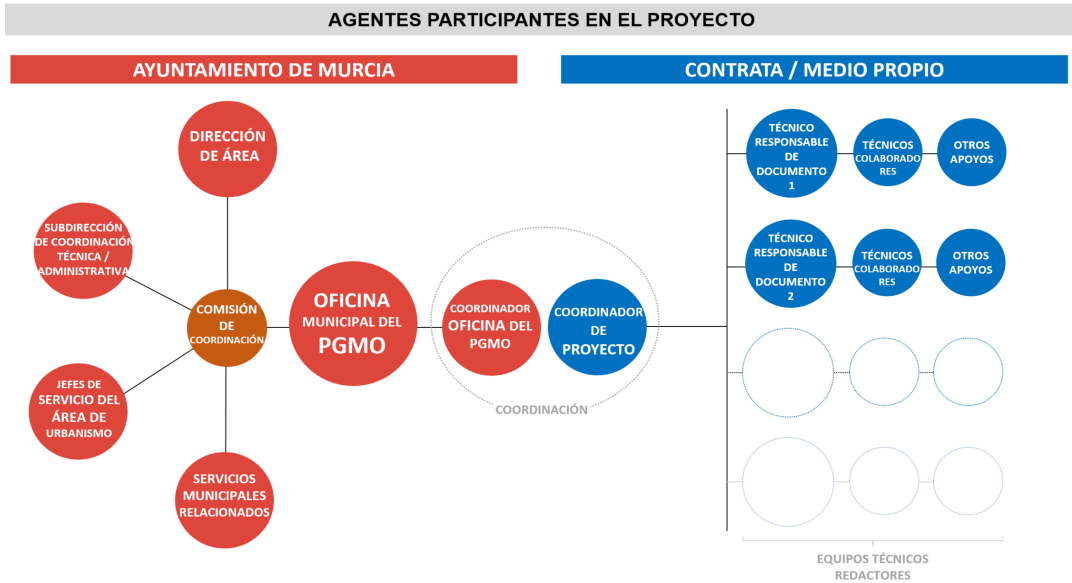 AGENTES PARTICIPANTES EN EL PROYECTO
AYUNTAMIENTO DE MURCIA
CONTRATA / MEDIO PROPIO
DIRECCIÓN
DE ÁREA
SUBDIRECCIÓN
DE COORDINACIÓN
TÉCNICA /
ADMINISTRATIVA
COMISIÓN
DE
COORDINACIÓN
JEFES DE
SERVICIO DEL
ÁREA DE
URBANISMO
SERVICIOS
MUNICIPALES
RELACIONADOS
OFICINA
MUNICIPAL DEL
PGMO
COORDINADOR
OFICINA DEL
PGMO
COORDINADOR
DE
PROYECTO
COORDINACIÓN
TÉCNICO
RESPONSABLE
DE
DOCUMENTO
1
TÉCNICOS
COLABORADO
RES
OTROS
APOYOS
TÉCNICO
RESPONSABLE
DE
DOCUMENTO
2
TÉCNICOS
COLABORADO
RES
OTROS
APOYOS
EQUIPOS TÉCNICOS
REDACTORES